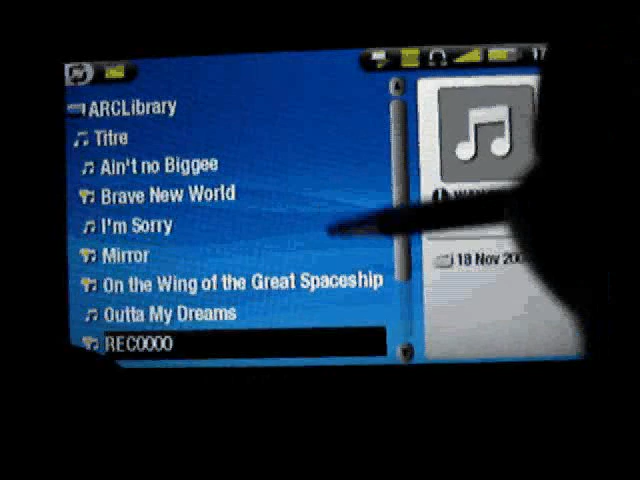 17
ARCLibrary
Titre
Ain't no Biggee
Brave New World
I'm Sorry
Mirror
On the Wing of the Great Spaceship
Outta My Dreams
REC0000
18 Nov 200